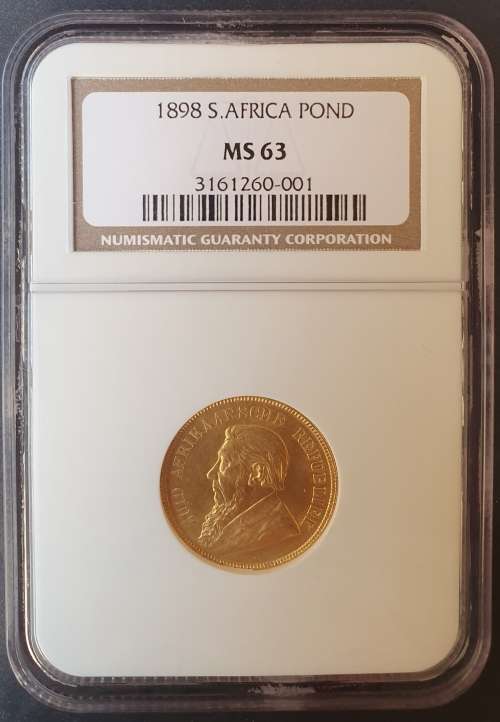 1898 S.AFRICA POND
MS 63
3161260-001
NUMISMATIC GUARANTY CORPORATION
ZUID AFRIKAANSCHE REPUBLIEK